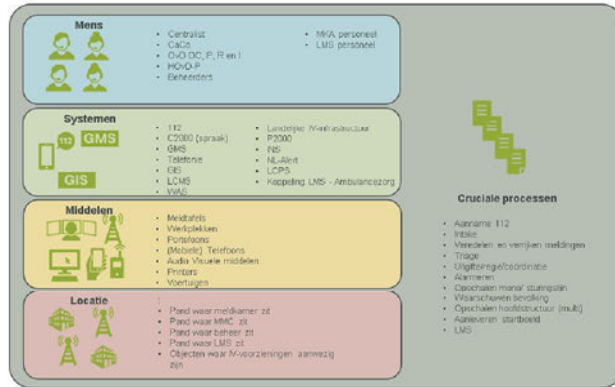 Mens
Centralist
CaCo
OvD OC, P, R en I
HOvD-P
Beheerders
MKA personeel
LMS personeel
Systemen
112
GMS
GIS
112
C2000 (spraak)
GMS
Telefonie
GIS
LCMS
WAS
Landelijke IV-infrastructuur
P2000
INS
NL-Alert
LCPS
Koppeling LMS - Ambulancezorg
Middelen
Meldtafels
Werkplekken
Portofoons
(Mobiele) Telefoons
Audio Visuele middelen
Printers
Voertuigen
Locatie
Pand waar meldkamer zit
Pand waar MMC zit
Pand waar beheer zit
Pand waar LMS zit
Objecten waar IV-voorzieningen aanwezig
zijn
Cruciale processen
Aanname 112
Intake
Veredelen en verrijken meldingen
Triage
Uitgifteregie/coördinatie
Alarmeren
Opschalen mono/ sturingslijn
Waarschuwen bevolking
Opschalen hoofdstructuur (multi)
Aanleveren startbeeld
LMS